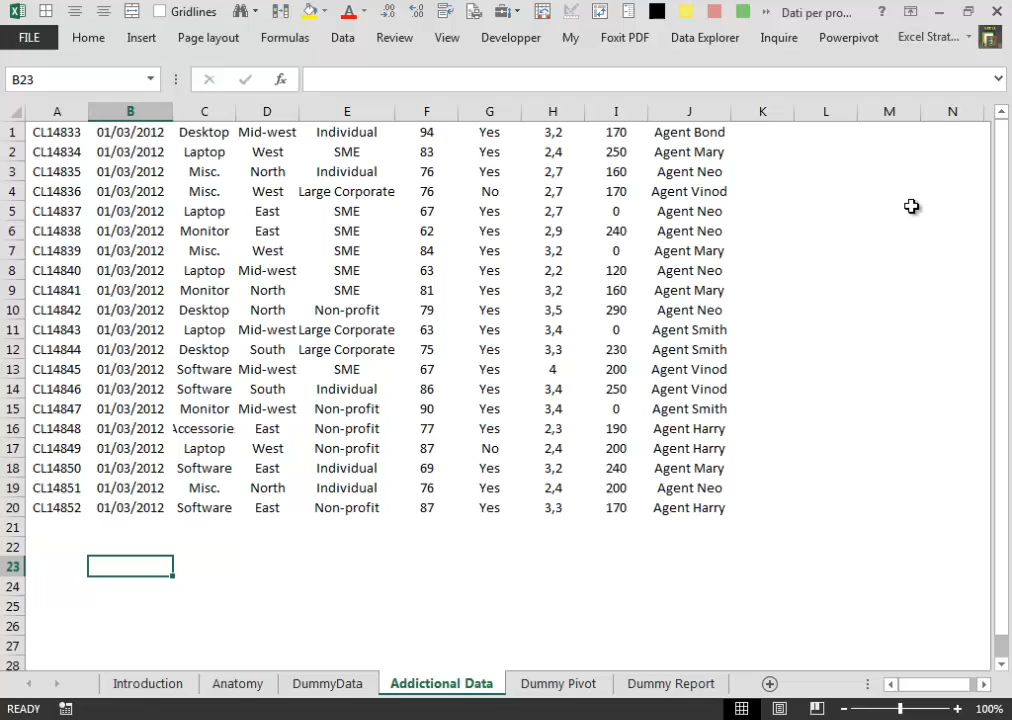 Gridlines Dati per pro... ?
FILE Home Insert Page layout Formulas Data Review View Developer My Foxit PDF Data Explorer Inquire Powerpivot Excel Strat...
B23 fx
A B C D E F G H I J K L M N
1 CL14833 01/03/2012 Desktop Mid-west Individual 94 Yes 3,2 170 Agent Bond
2 CL14834 01/03/2012 Laptop West SME 83 Yes 2,4 250 Agent Mary
3 CL14835 01/03/2012 Misc. North Individual 76 Yes 2,7 160 Agent Neo
4 CL14836 01/03/2012 Misc. West Large Corporate 76 No 2,7 170 Agent Vinod
5 CL14837 01/03/2012 Laptop East SME 67 Yes 2,7 0 Agent Neo
6 CL14838 01/03/2012 Monitor East SME 62 Yes 2,9 240 Agent Neo
7 CL14839 01/03/2012 Misc. West SME 84 Yes 3,2 0 Agent Mary
8 CL14840 01/03/2012 Laptop Mid-west SME 63 Yes 2,2 120 Agent Neo
9 CL14841 01/03/2012 Monitor North SME 81 Yes 3,2 160 Agent Mary
10 CL14842 01/03/2012 Desktop North Non-profit 79 Yes 3,5 290 Agent Neo
11 CL14843 01/03/2012 Laptop Mid-west Large Corporate 63 Yes 3,4 0 Agent Smith
12 CL14844 01/03/2012 Desktop South Large Corporate 75 Yes 3,3 230 Agent Smith
13 CL14845 01/03/2012 Software Mid-west SME 67 Yes 4 200 Agent Vinod
14 CL14846 01/03/2012 Software South Individual 86 Yes 3,4 250 Agent Vinod
15 CL14847 01/03/2012 Monitor Mid-west Non-profit 90 Yes 3,4 0 Agent Smith
16 CL14848 01/03/2012 Accessorie East Non-profit 77 Yes 2,3 190 Agent Harry
17 CL14849 01/03/2012 Laptop West Non-profit 87 No 2,4 200 Agent Harry
18 CL14850 01/03/2012 Software East Individual 69 Yes 3,2 240 Agent Mary
19 CL14851 01/03/2012 Misc. North Individual 76 Yes 2,4 200 Agent Neo
20 CL14852 01/03/2012 Software East Non-profit 87 Yes 3,3 170 Agent Harry
21
22
23
24
25
26
27
28
Introduction Anatomy DummyData Addictional Data Dummy Pivot Dummy Report
READY 100%